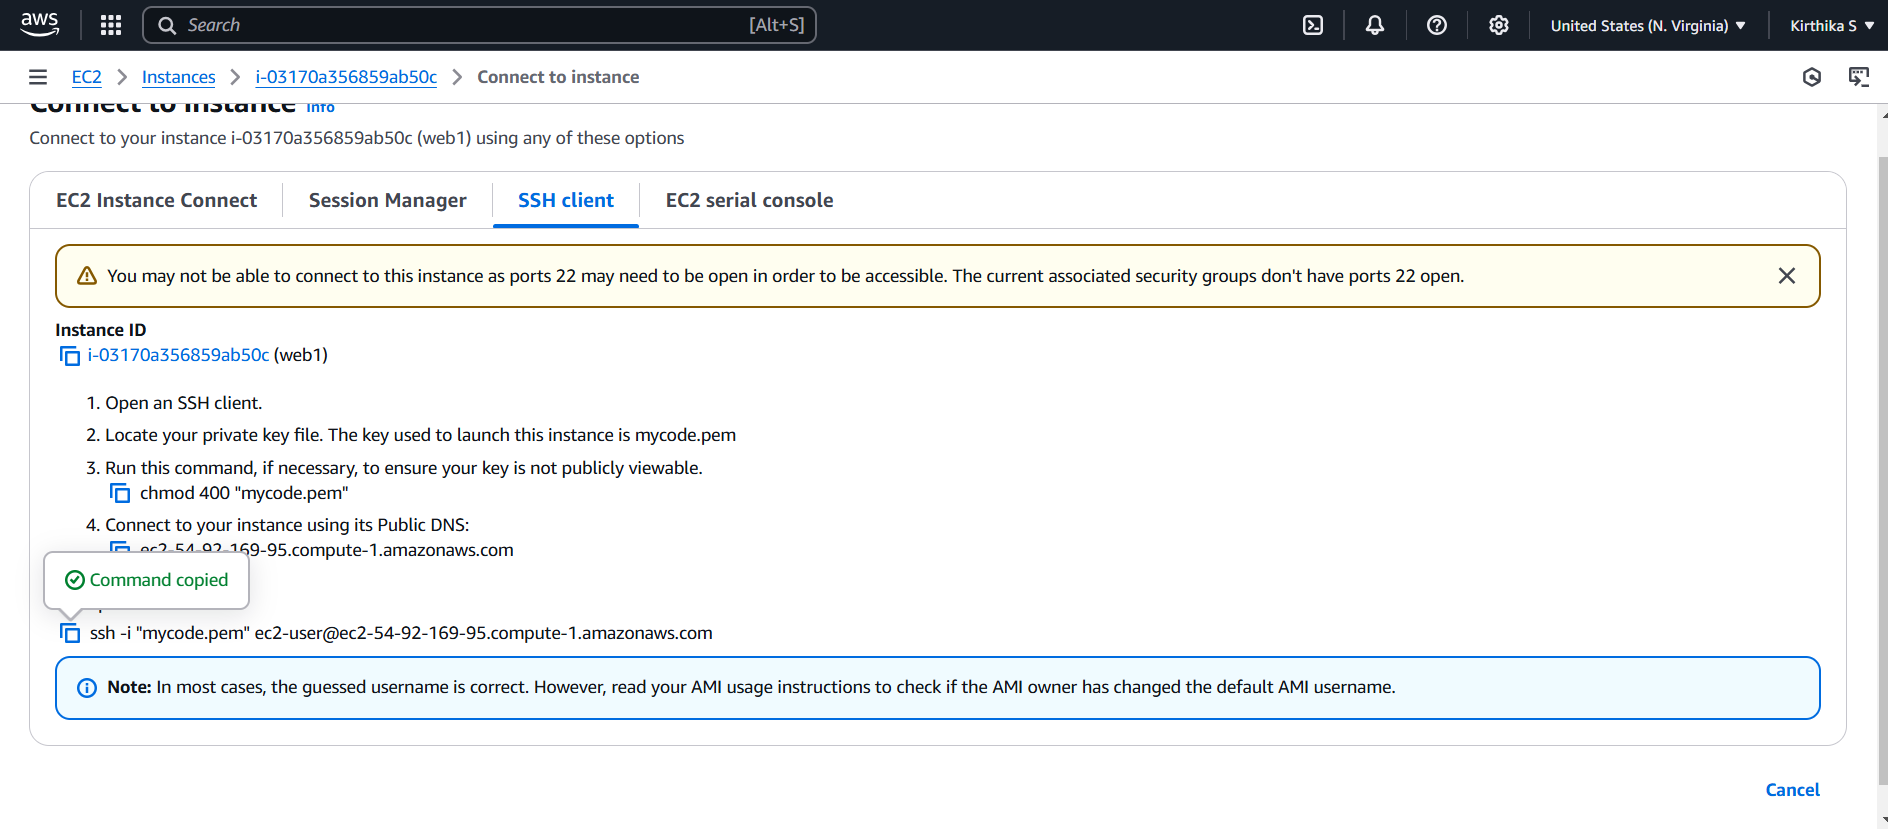 aws
Search [Alt+S]
United States (N. Virginia) Kirthika S
EC2 Instances i-03170a356859ab50c Connect to instance
Connect to instance Info
Connect to your instance i-03170a356859ab50c (web1) using any of these options
EC2 Instance Connect Session Manager SSH client EC2 serial console
You may not be able to connect to this instance as ports 22 may need to be open in order to be accessible. The current associated security groups don't have ports 22 open.
Instance ID
i-03170a356859ab50c (web1)
1. Open an SSH client.
2. Locate your private key file. The key used to launch this instance is mycode.pem
3. Run this command, if necessary, to ensure your key is not publicly viewable.
chmod 400 "mycode.pem"
4. Connect to your instance using its Public DNS:
ec2-54-92-169-95.compute-1.amazonaws.com
Command copied
ssh -i "mycode.pem" ec2-user@ec2-54-92-169-95.compute-1.amazonaws.com
Note: In most cases, the guessed username is correct. However, read your AMI usage instructions to check if the AMI owner has changed the default AMI username.
Cancel